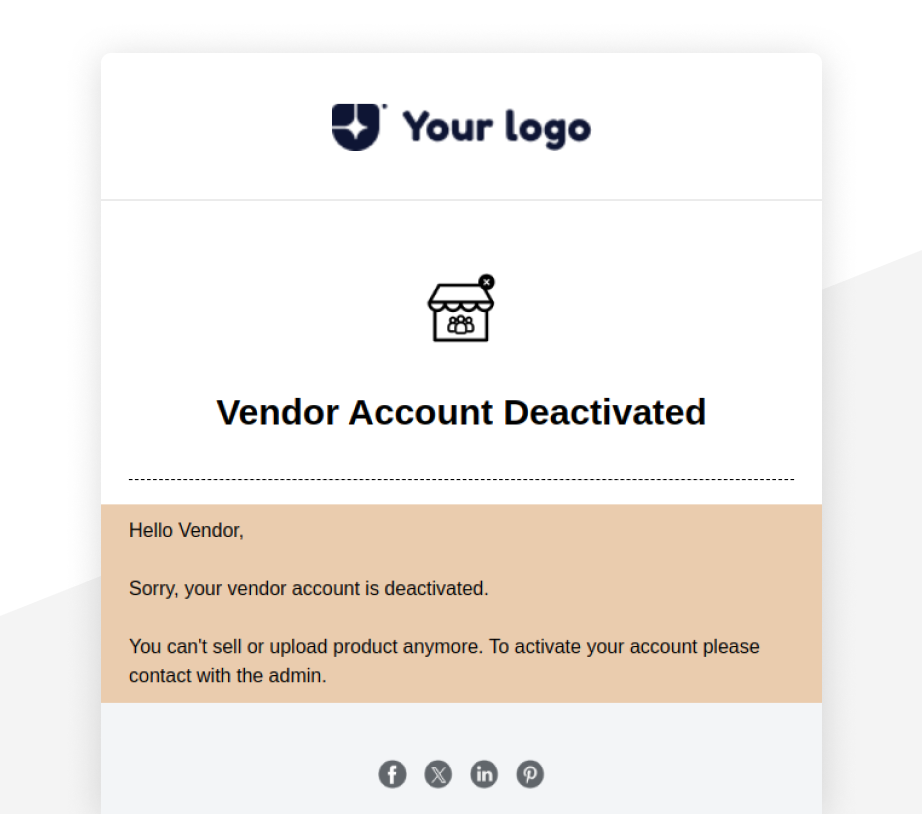 Your logo
Vendor Account Deactivated
Hello Vendor,
Sorry, your vendor account is deactivated.
You can't sell or upload product anymore. To activate your account please
contact with the admin.